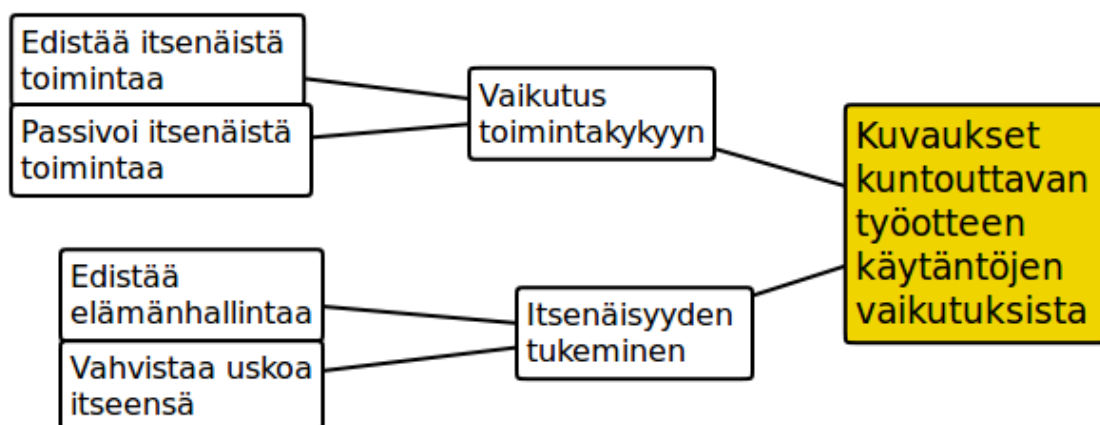 Edistää itsenäistä
toimintaa
Passivoi itsenäistä
toimintaa
Vaikutus
toimintakykyyn
Kuvaukset
kuntouttavan
työotteen
käytäntöjen
vaikutuksista
Edistää
elämänhallintaa
Vahvistaa uskoa
itseensä
Itsenäisyyden
tukeminen